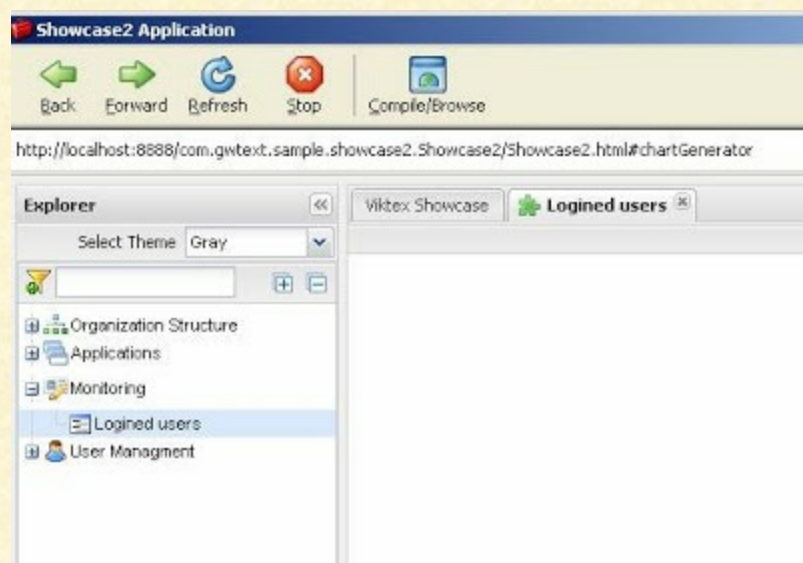 Showcase2 Application
Back Forward Refresh Stop Compile/Browse
http://localhost:8888/com.gwtext.sample.showcase2.Showcase2/Showcase2.html#chartGenerator
Explorer
Viktex Showcase
Logined users
Select Theme Gray
Organization Structure
Applications
Monitoring
Logined users
User Managment